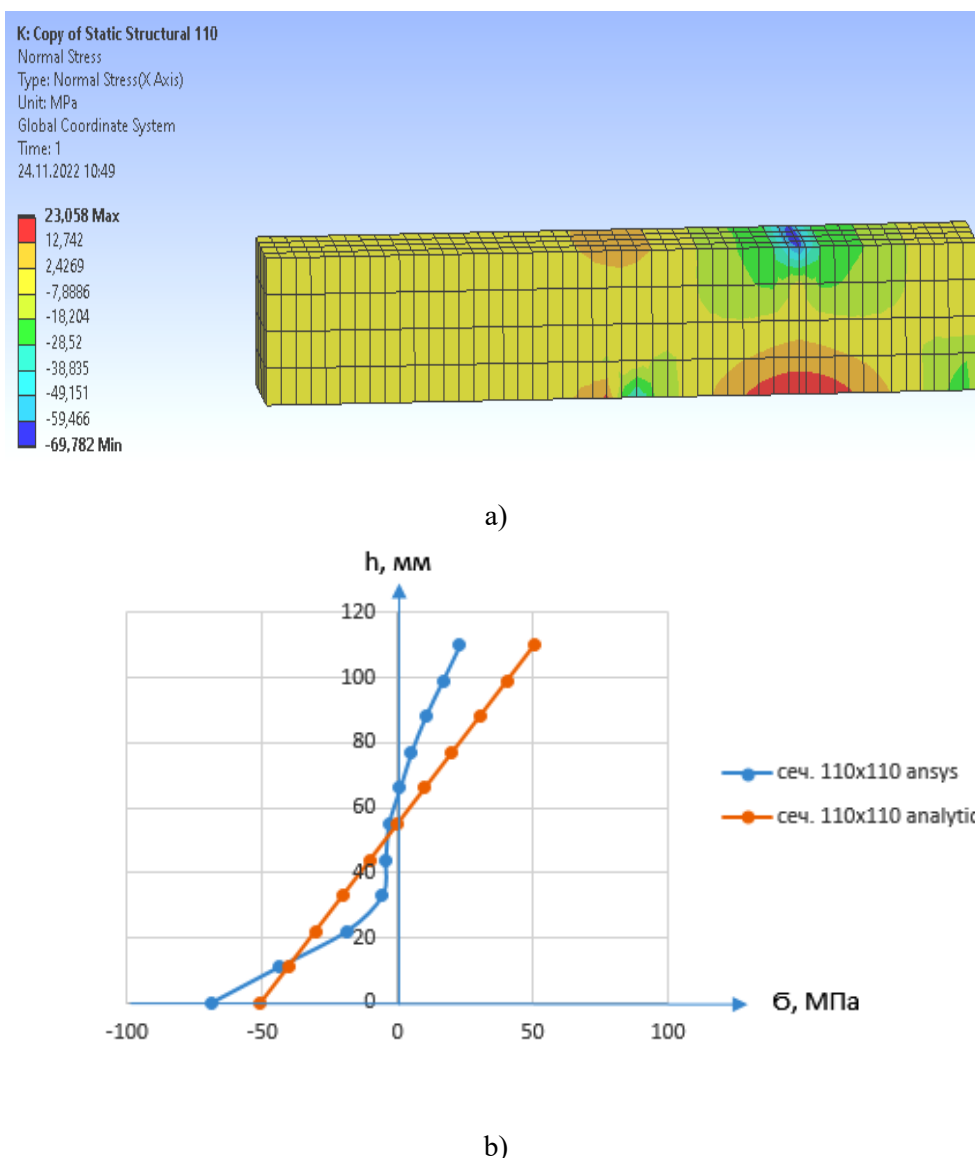 K: Copy of Static Structural 110
Normal Stress
Type: Normal Stress(X Axis)
Unit: MPa
Global Coordinate System
Time: 1
24.11.2022 10:49
23,058 Max
12,742
2,4269
-7,8886
-18,204
-28,52
-38,835
-49,151
-59,466
-69,782 Min
a)
h, мм
120
100
80
60
40
20
0
-100 -50 0 50 100
б, МПа
сеч. 110x110 ansys
сеч. 110x110 analytic
b)